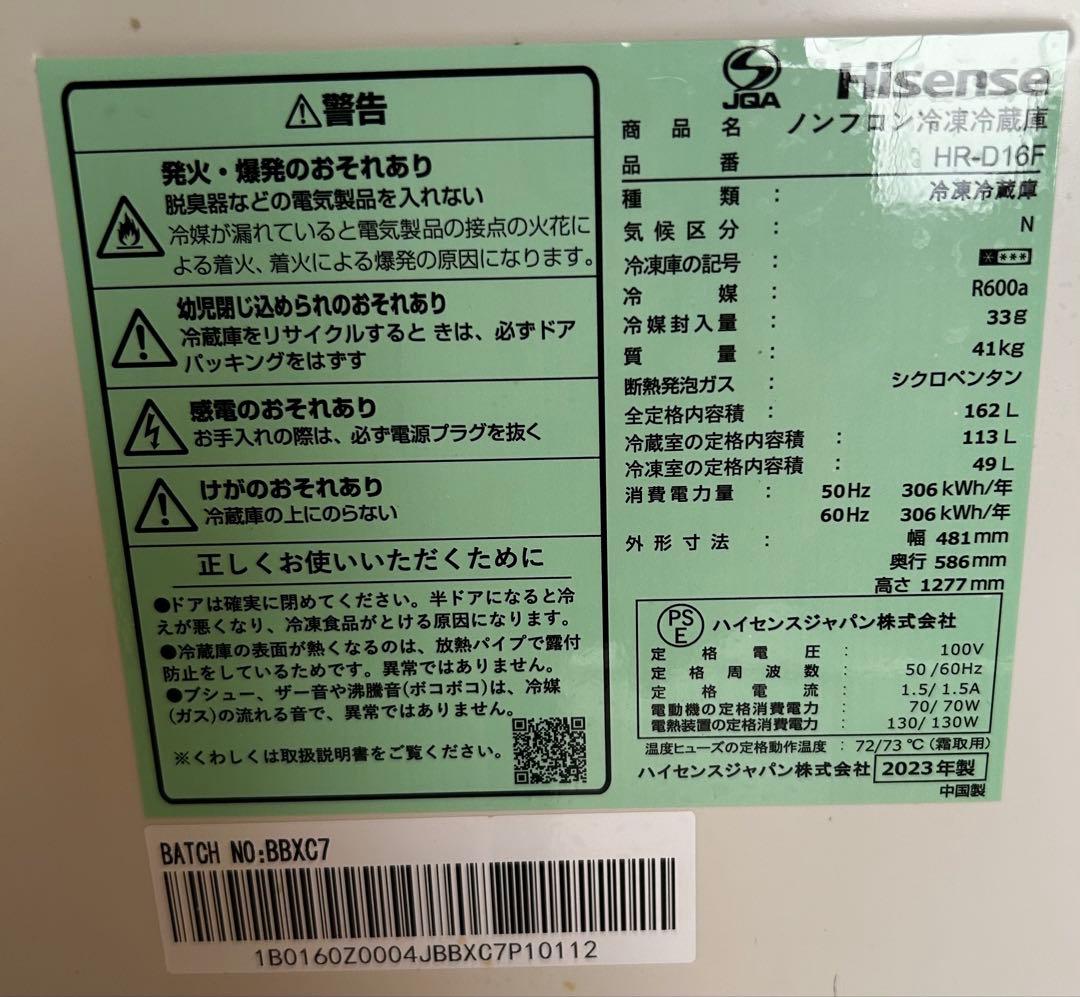 ⚠警告
発火・爆発のおそれあり
脱臭器などの電気製品を入れない
冷媒が漏れていると電気製品の接点の火花に
よる着火、着火による爆発の原因になります。
幼児閉じ込められのおそれあり
冷蔵庫をリサイクルするときは、必ずドア
パッキングをはずす
感電のおそれあり
お手入れの際は、必ず電源プラグを抜く
けがのおそれあり
冷蔵庫の上にのらない
正しくお使いいただくために
●ドアは確実に閉めてください。半ドアになると冷
えが悪くなり、冷凍食品がとける原因になります。
●冷蔵庫の表面が熱くなるのは、放熱パイプで露付
防止をしているためです。異常ではありません。
●ブシュー、ザー音や沸騰音(ボコボコ)は、冷媒
(ガス)の流れる音で、異常ではありません。
※くわしくは取扱説明書をご覧ください。
JQA
Hisense
商品名 ノンフロン冷凍冷蔵庫
品番 HR-D16F
種類 : 冷凍冷蔵庫
気候区分 : N
冷凍庫の記号 : * ***
冷媒 : R600a
冷媒封入量 : 33g
質量 : 41kg
断熱発泡ガス : シクロペンタン
全定格内容積 : 162 L
冷蔵室の定格内容積 : 113 L
冷凍室の定格内容積 : 49 L
消費電力量 : 50Hz 306 kWh/年
60Hz 306 kWh/年
外形寸法 : 幅 481mm
奥行 586mm
高さ 1277mm
PSE ハイセンスジャパン株式会社
定格電圧 : 100V
定格周波数 : 50/60Hz
定格電流 : 1.5/1.5A
電動機の定格消費電力 : 70/70W
電熱装置の定格消費電力 : 130/130W
温度ヒューズの定格動作温度 : 72/73℃(霜取用)
ハイセンスジャパン株式会社 2023年製
中国製
BATCH NO:BBXC7
1B0160Z0004JBBXC7P10112